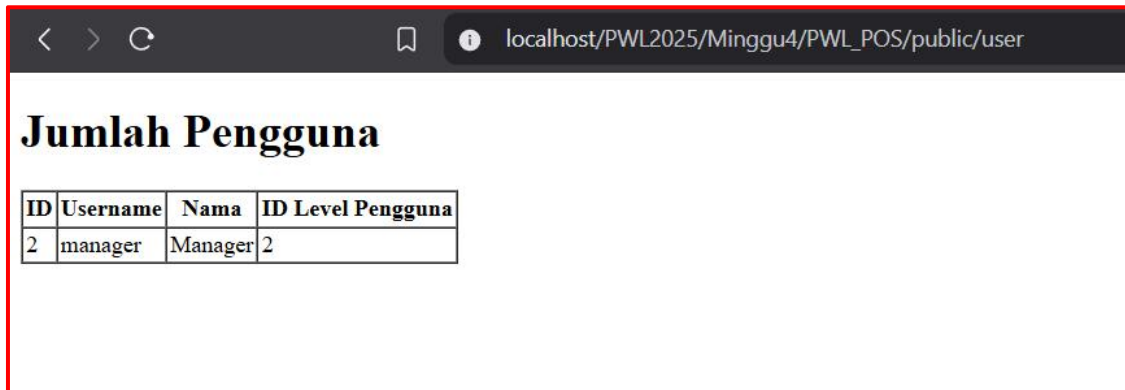 localhost/PWL2025/Minggu4/PWL_POS/public/user
Jumlah Pengguna
ID Username Nama ID Level Pengguna
2 manager Manager 2